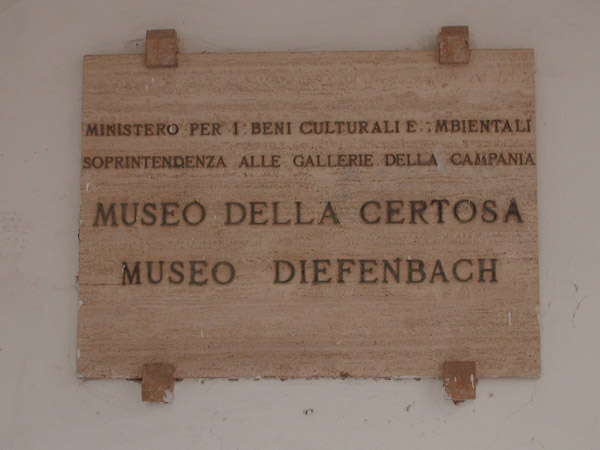 MINISTERO PER I BENI CULTURALI E MBIENTALI
SOPRINTENDENZA ALLE GALLERIE DELLA CAMPANIA
MUSEO DELLA CERTOSA
MUSEO DIEFENBACH